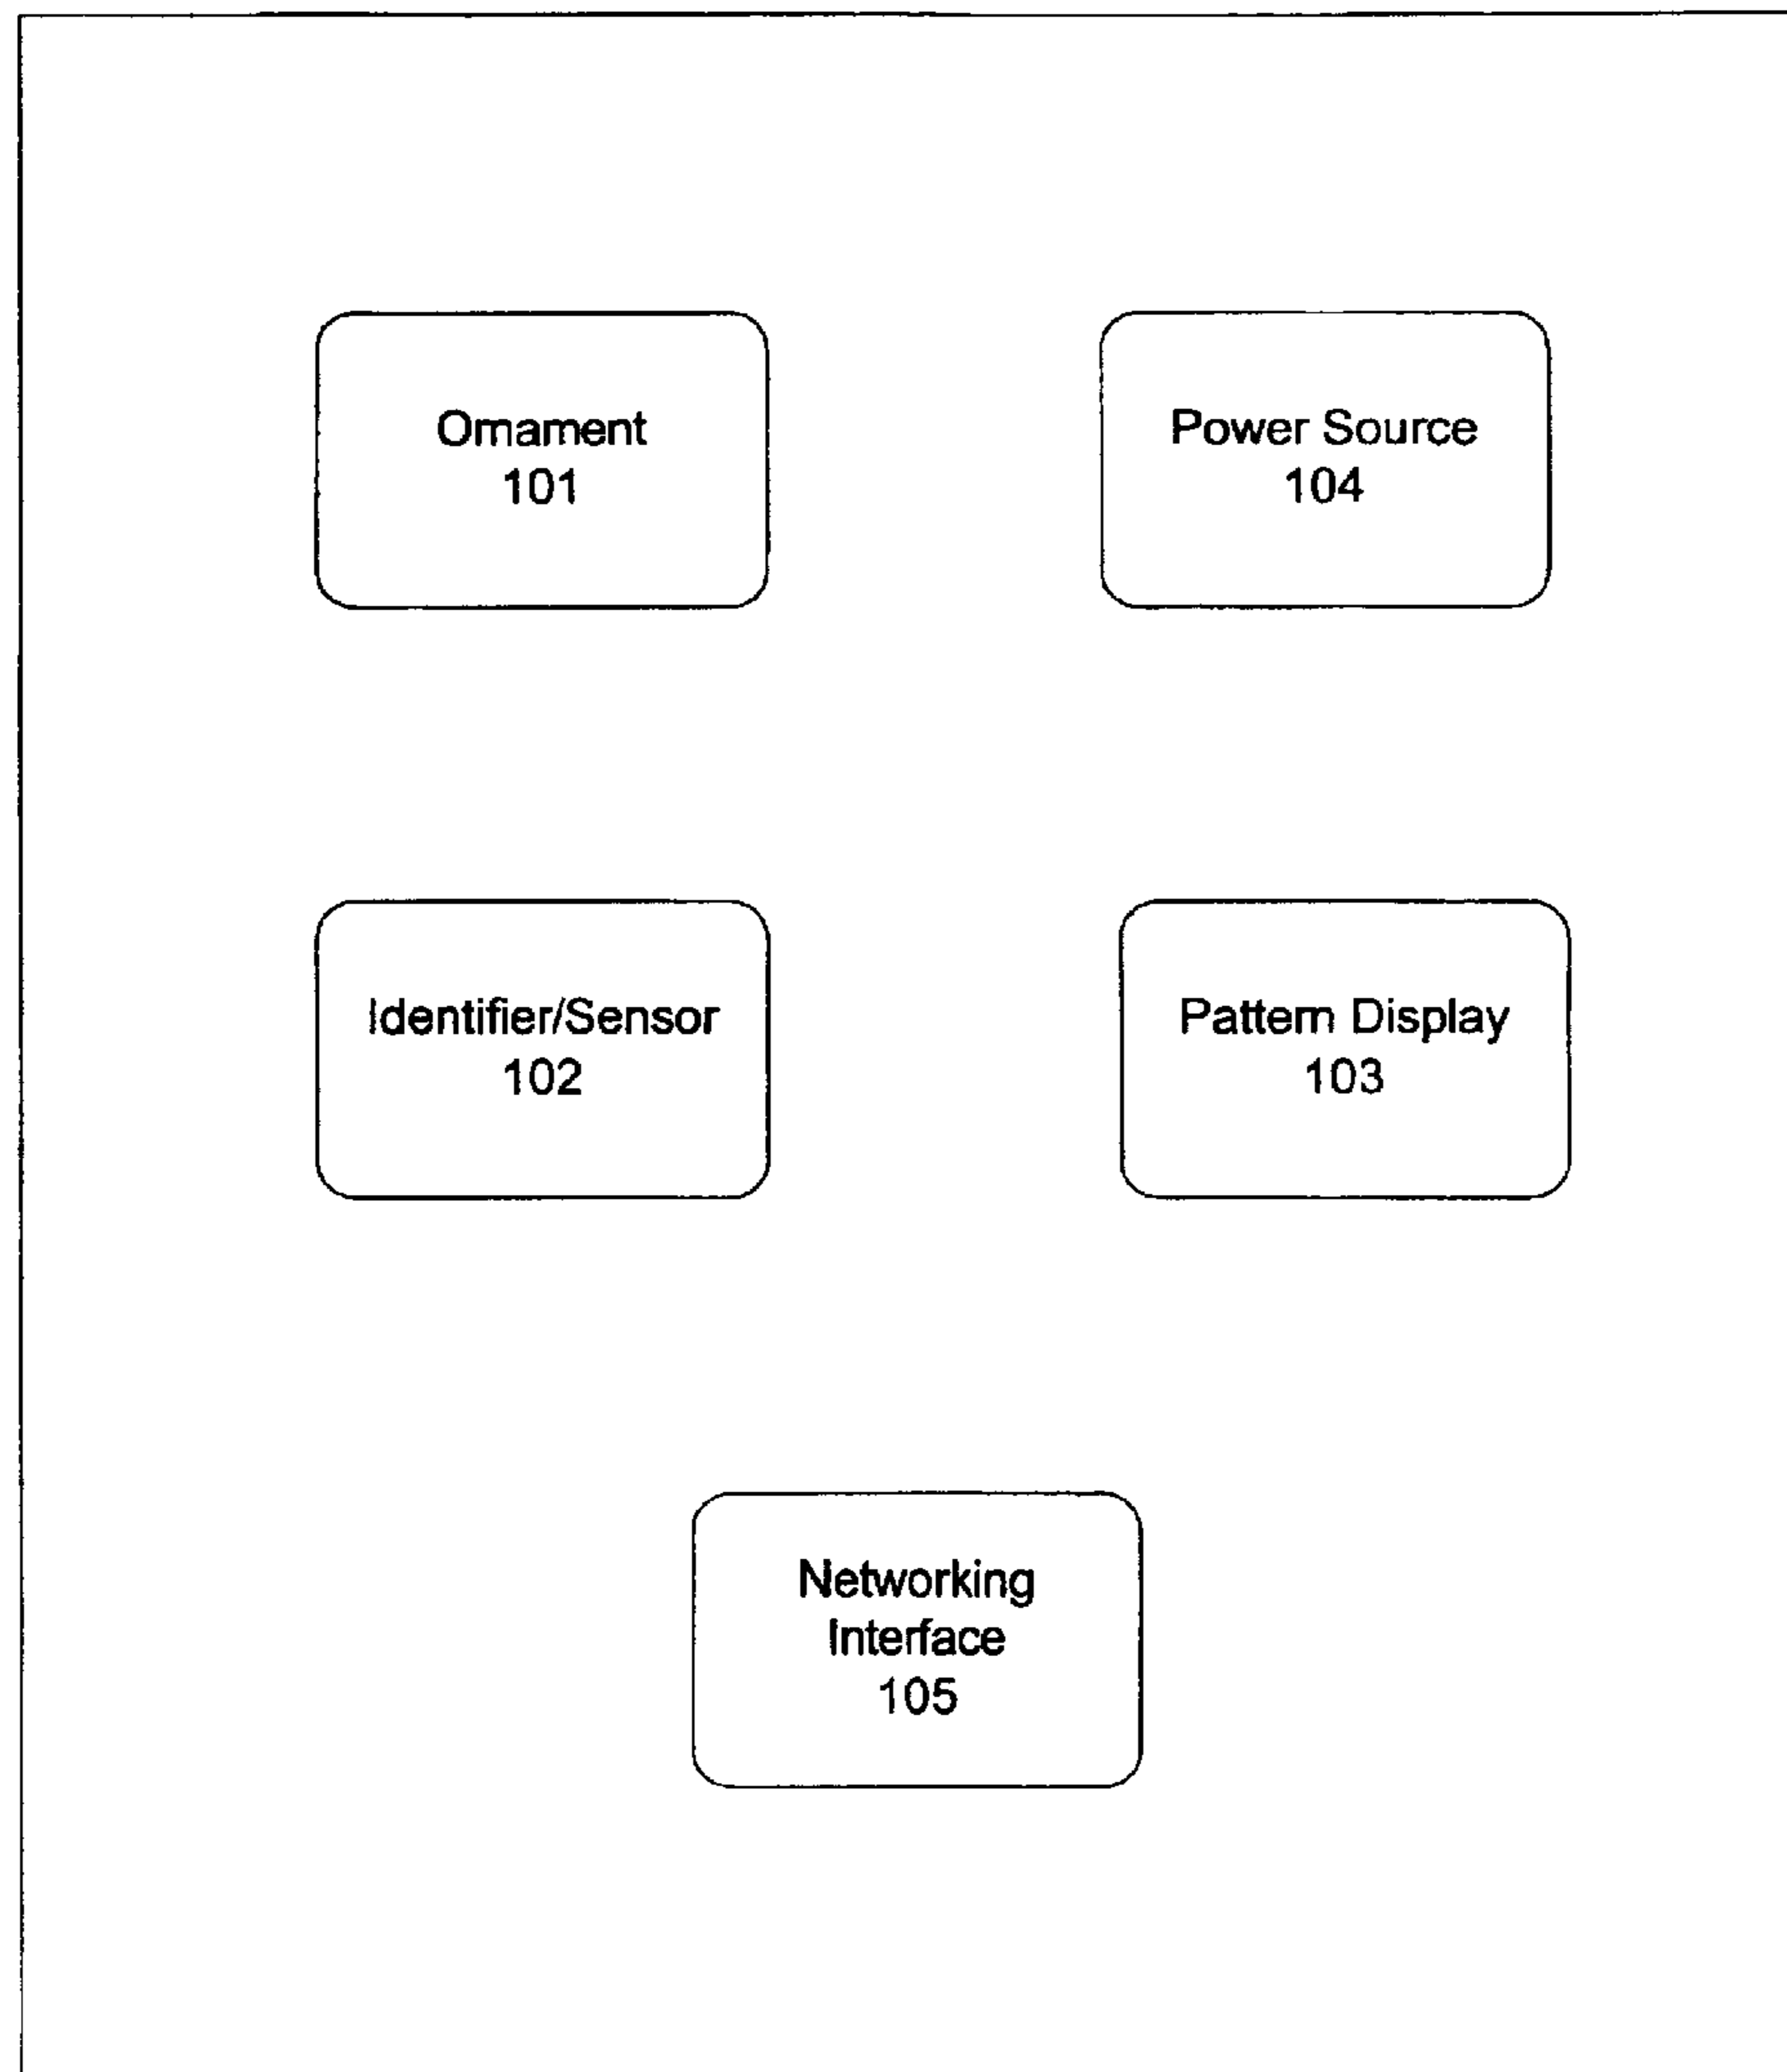 Ornament
101
Power Source
104
Identifier/Sensor
102
Pattern Display
103
Networking
Interface
105